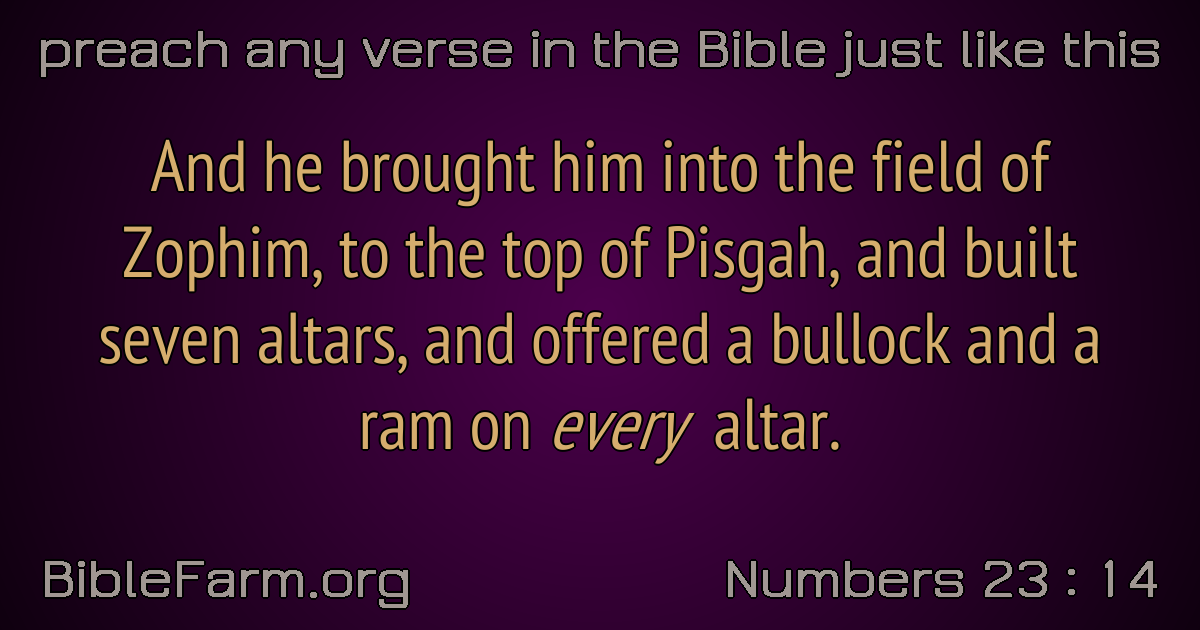 preach any verse in the Bible just like this
And he brought him into the field of
Zophim, to the top of Pisgah, and built
seven altars, and offered a bullock and a
ram on every altar.
BibleFarm.org
Numbers 23 : 14